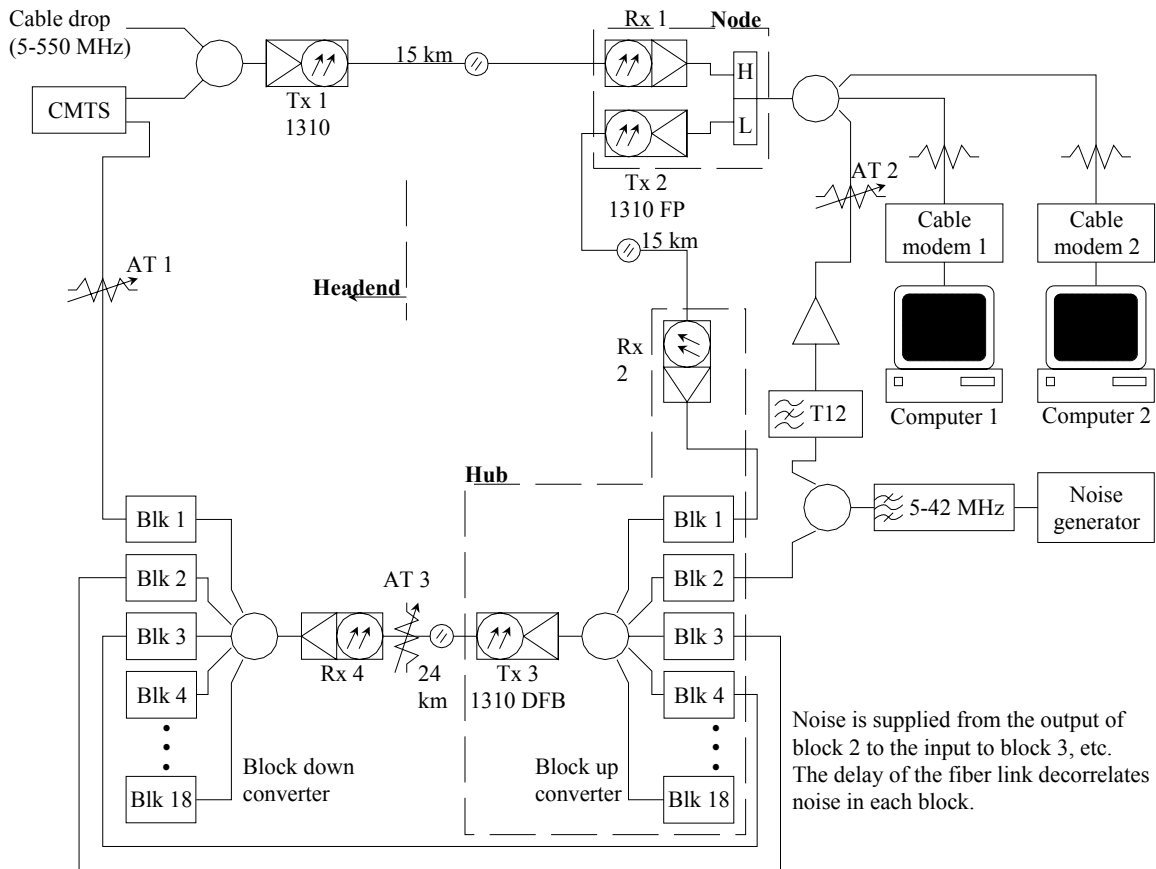 Cable drop
(5-550 MHz)
CMTS
Tx 1
1310
15 km
Rx 1
Node
H
L
Tx 2
1310 FP
15 km
AT 2
Cable
modem 1
Cable
modem 2
Computer 1
Computer 2
AT 1
Headend
Rx
2
T12
Hub
5-42 MHz
Noise
generator
Blk 1
Blk 2
Blk 3
Blk 4
Blk 18
Block down
converter
Rx 4
AT 3
24
km
Tx 3
1310 DFB
Block up
converter
Blk 1
Blk 2
Blk 3
Blk 4
Blk 18
Noise is supplied from the output of
block 2 to the input to block 3, etc.
The delay of the fiber link decorrelates
noise in each block.